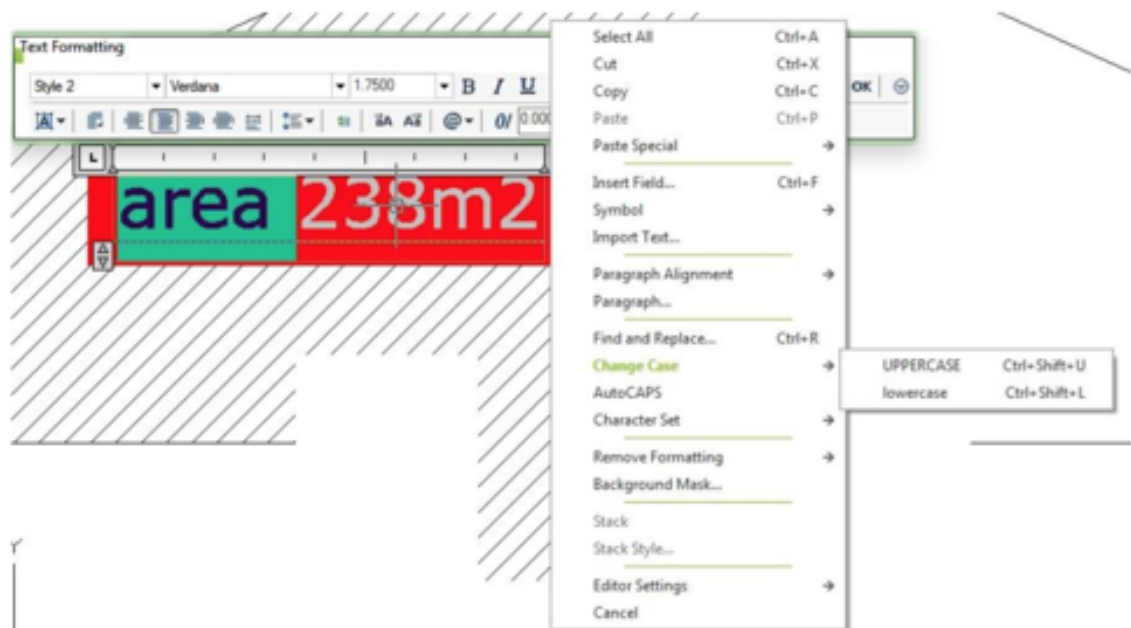 Text Formatting
Style 2 Verdana 1.7500 B I U OK
A aA Aä @ 0/ 0.000
L
area 238m2
Select All Ctrl+A
Cut Ctrl+X
Copy Ctrl+C
Paste Ctrl+P
Paste Special
Insert Field... Ctrl+F
Symbol
Import Text...
Paragraph Alignment
Paragraph...
Find and Replace... Ctrl+R
Change Case
UPPERCASE Ctrl+Shift+U
lowercase Ctrl+Shift+L
AutoCAPS
Character Set
Remove Formatting
Background Mask...
Stack
Stack Style...
Editor Settings
Cancel